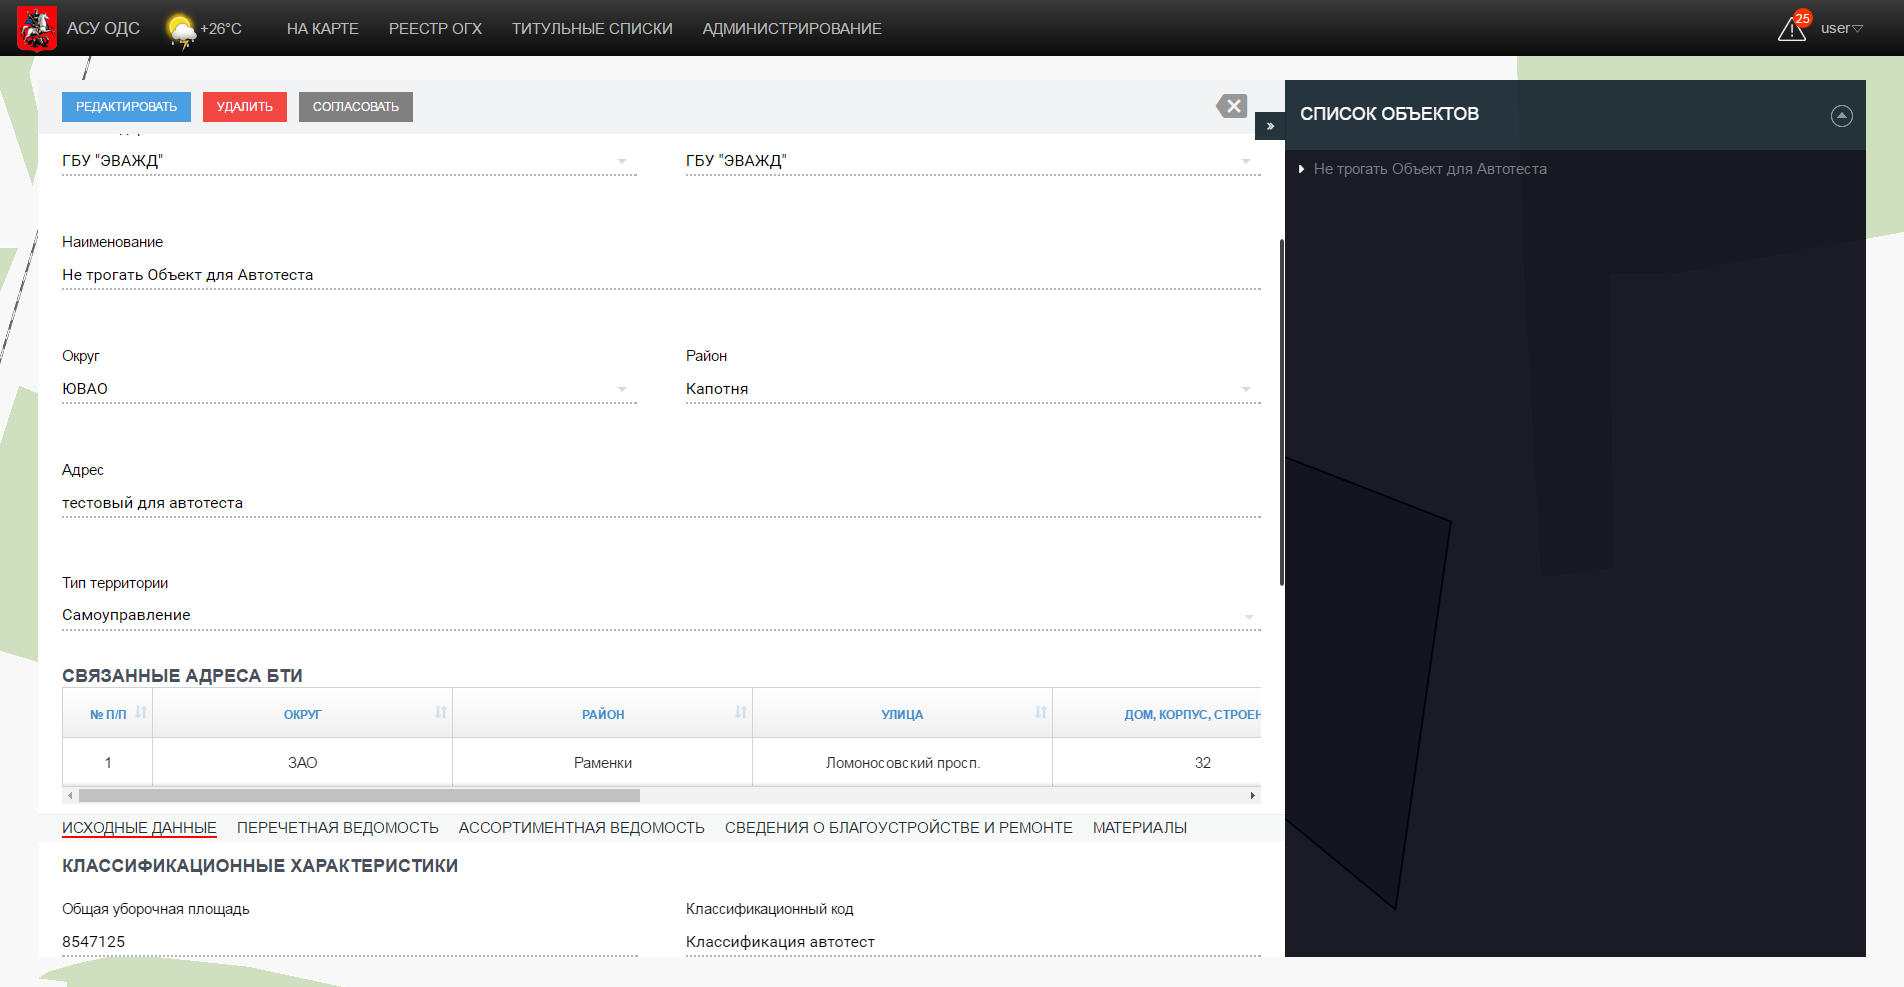 АСУ ОДС +26°C НА КАРТЕ РЕЕСТР ОГХ ТИТУЛЬНЫЕ СПИСКИ АДМИНИСТРИРОВАНИЕ 25 user
РЕДАКТИРОВАТЬ УДАЛИТЬ СОГЛАСОВАТЬ
ГБУ "ЭВАЖД" ГБУ "ЭВАЖД"
Наименование
Не трогать Объект для Автотеста
Округ Район
ЮВАО Капотня
Адрес
тестовый для автотеста
Тип территории
Самоуправление
СВЯЗАННЫЕ АДРЕСА БТИ
№ П/П ОКРУГ РАЙОН УЛИЦА ДОМ, КОРПУС, СТРОЕН
1 ЗАО Раменки Ломоносовский просп. 32
ИСХОДНЫЕ ДАННЫЕ ПЕРЕЧЕТНАЯ ВЕДОМОСТЬ АССОРТИМЕНТНАЯ ВЕДОМОСТЬ СВЕДЕНИЯ О БЛАГОУСТРОЙСТВЕ И РЕМОНТЕ МАТЕРИАЛЫ
КЛАССИФИКАЦИОННЫЕ ХАРАКТЕРИСТИКИ
Общая уборочная площадь Классификационный код
8547125 Классификация автотест
СПИСОК ОБЪЕКТОВ
Не трогать Объект для Автотеста